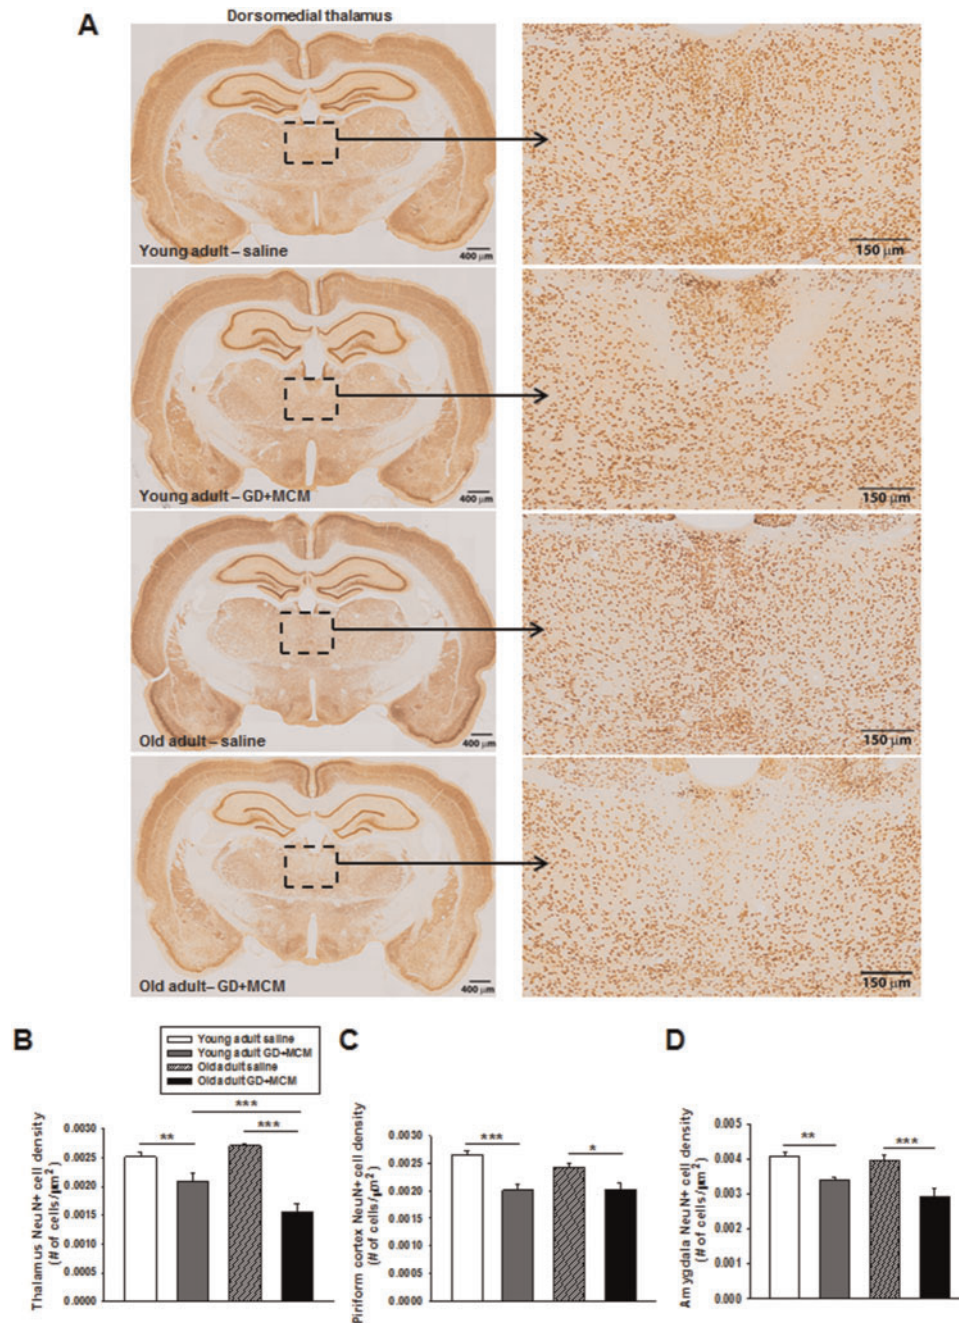 A
Dorsomedial thalamus
Young adult – saline
400 μm
150 μm
Young adult – GD+MCM
400 μm
150 μm
Old adult – saline
400 μm
150 μm
Old adult– GD+MCM
400 μm
150 μm
B
Young adult saline
Young adult GD+MCM
Old adult saline
Old adult GD+MCM
Thalamus NeuN+ cell density
(# of cells/μm²)
0.0030
0.0025
0.0020
0.0015
0.0010
0.0005
0.0000
**
***
***
C
Piriform cortex NeuN+ cell density
(# of cells/μm²)
0.0030
0.0025
0.0020
0.0015
0.0010
0.0005
0.0000
***
*
D
Amygdala NeuN+ cell density
(# of cells/μm²)
0.005
0.004
0.003
0.002
0.001
0.000
**
***